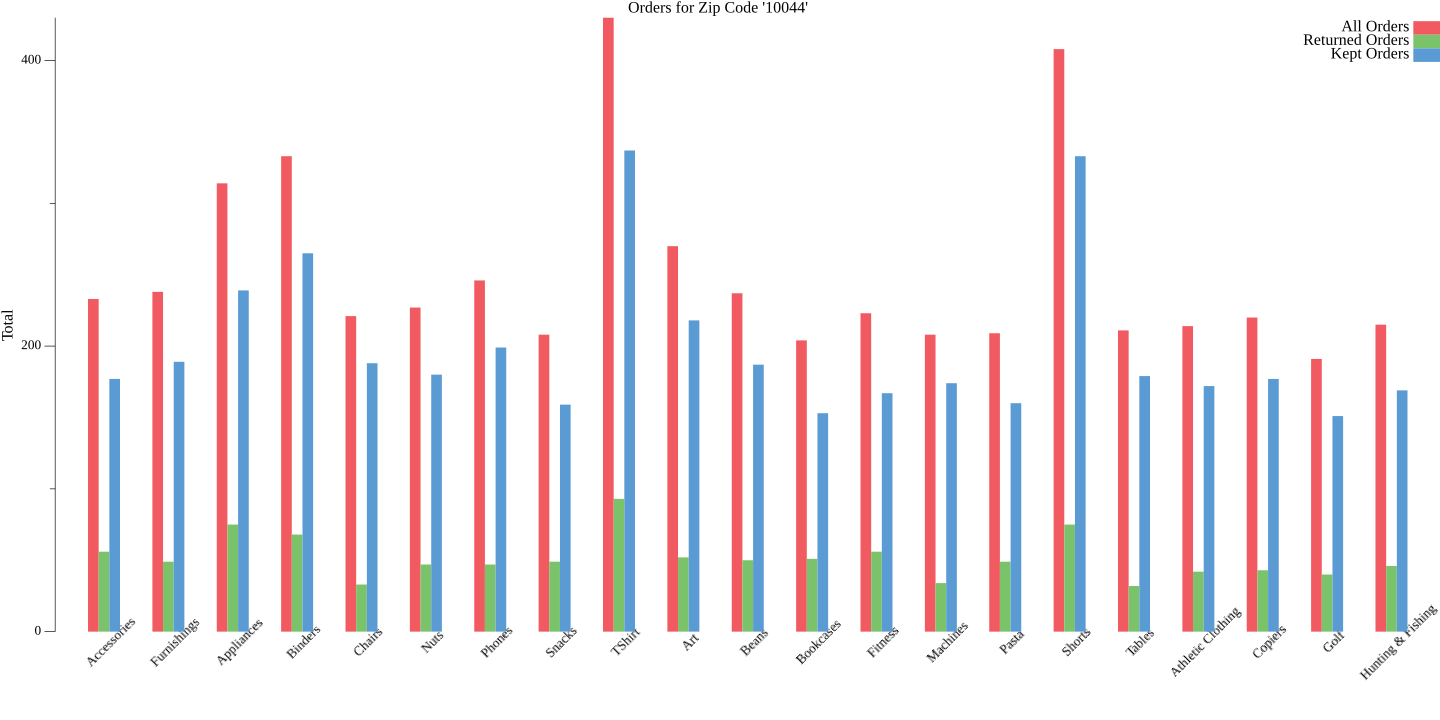 Orders for Zip Code '10044'
All Orders
Returned Orders
Kept Orders
Total
400
200
0
Accessories
Furnishings
Appliances
Binders
Chairs
Nuts
Phones
Snacks
TShirt
Art
Beans
Bookcases
Fitness
Machines
Pasta
Shorts
Tables
Athletic Clothing
Copiers
Golf
Hunting & Fishing